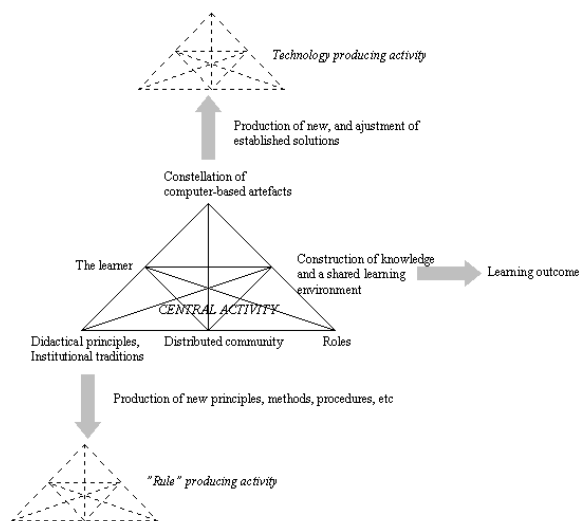 Technology producing activity
Production of new, and ajustment of
established solutions
Constellation of
computer-based artefacts
The learner
Construction of knowledge
and a shared learning
environment
Learning outcome
CENTRAL ACTIVITY
Didactical principles,
Institutional traditions
Distributed community
Roles
Production of new principles, methods, procedures, etc
"Rule" producing activity